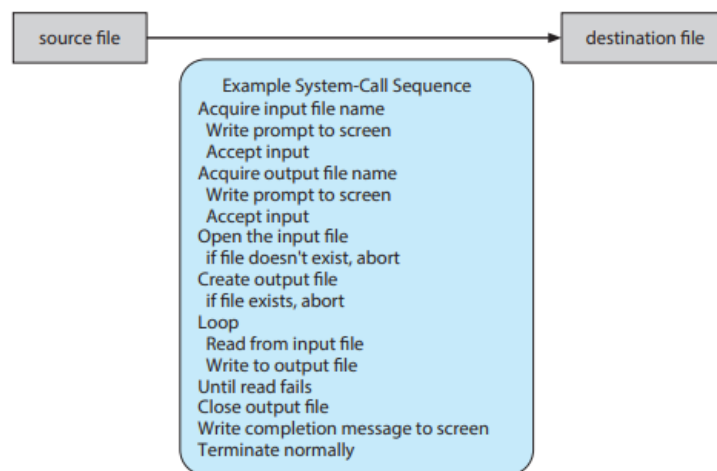 source file
destination file
Example System-Call Sequence
Acquire input file name
Write prompt to screen
Accept input
Acquire output file name
Write prompt to screen
Accept input
Open the input file
if file doesn't exist, abort
Create output file
if file exists, abort
Loop
Read from input file
Write to output file
Until read fails
Close output file
Write completion message to screen
Terminate normally